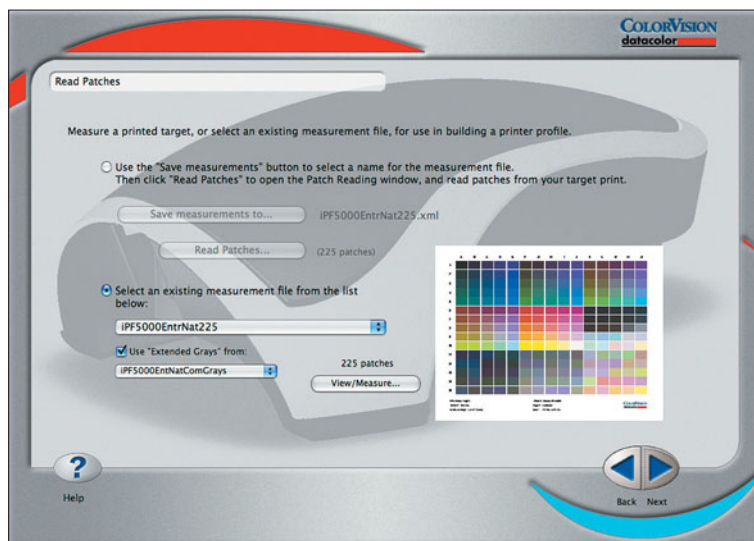 COLORVISION
datacolor
Read Patches
Measure a printed target, or select an existing measurement file, for use in building a printer profile.
Use the "Save measurements" button to select a name for the measurement file.
Then click "Read Patches" to open the Patch Reading window, and read patches from your target print.
Save measurements to...
iPF5000EntrNat225.xml
Read Patches...
(225 patches)
Select an existing measurement file from the list
below:
iPF5000EntrNat225
Use "Extended Grays" from:
iPF5000EntNatComGrays
225 patches
View/Measure...
COLORVISION
?
Help
Back Next